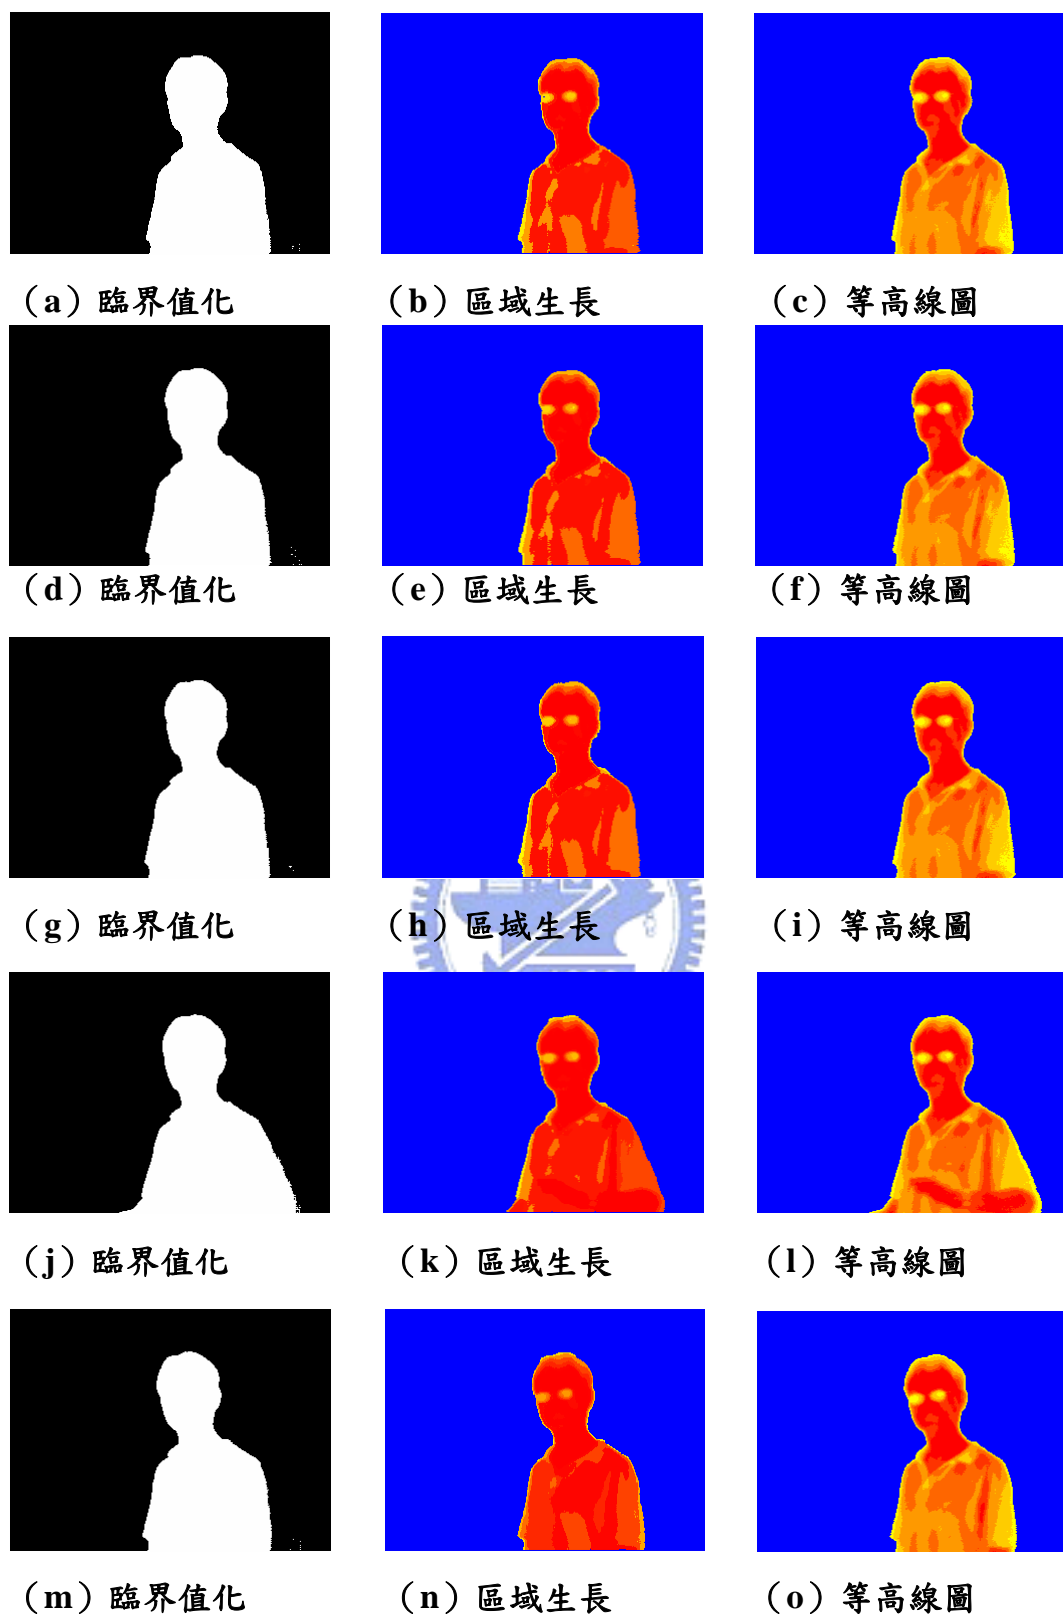 （a）臨界值化
（b）區域生長
（c）等高線圖
（d）臨界值化
（e）區域生長
（f）等高線圖
（g）臨界值化
（h）區域生長
（i）等高線圖
（j）臨界值化
（k）區域生長
（l）等高線圖
（m）臨界值化
（n）區域生長
（o）等高線圖